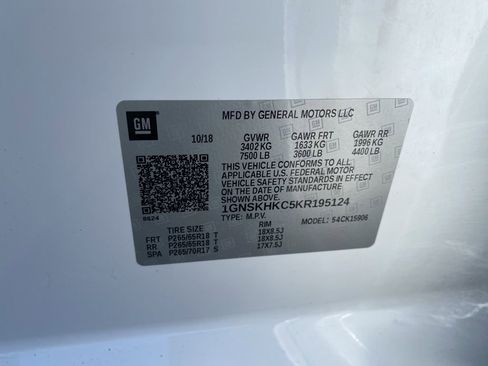 GM
MFD BY GENERAL MOTORS LLC
10/18 GVWR GAWR FRT GAWR RR
3402 KG 1633 KG 1996 KG
7500 LB 3600 LB 4400 LB
THIS VEHICLE CONFORMS TO ALL
APPLICABLE U.S. FEDERAL MOTOR
VEHICLE SAFETY STANDARDS IN EFFECT
ON THE DATE OF MANUFACTURE
SHOWN ABOVE.
1GNSKHKC5KR195124
TYPE: M.P.V. MODEL: 54CK15906
6624
TIRE SIZE RIM
FRT P265/65R18 T 18X8.5J
RR P265/65R18 T 18X8.5J
SPA P265/70R17 S 17X7.5J